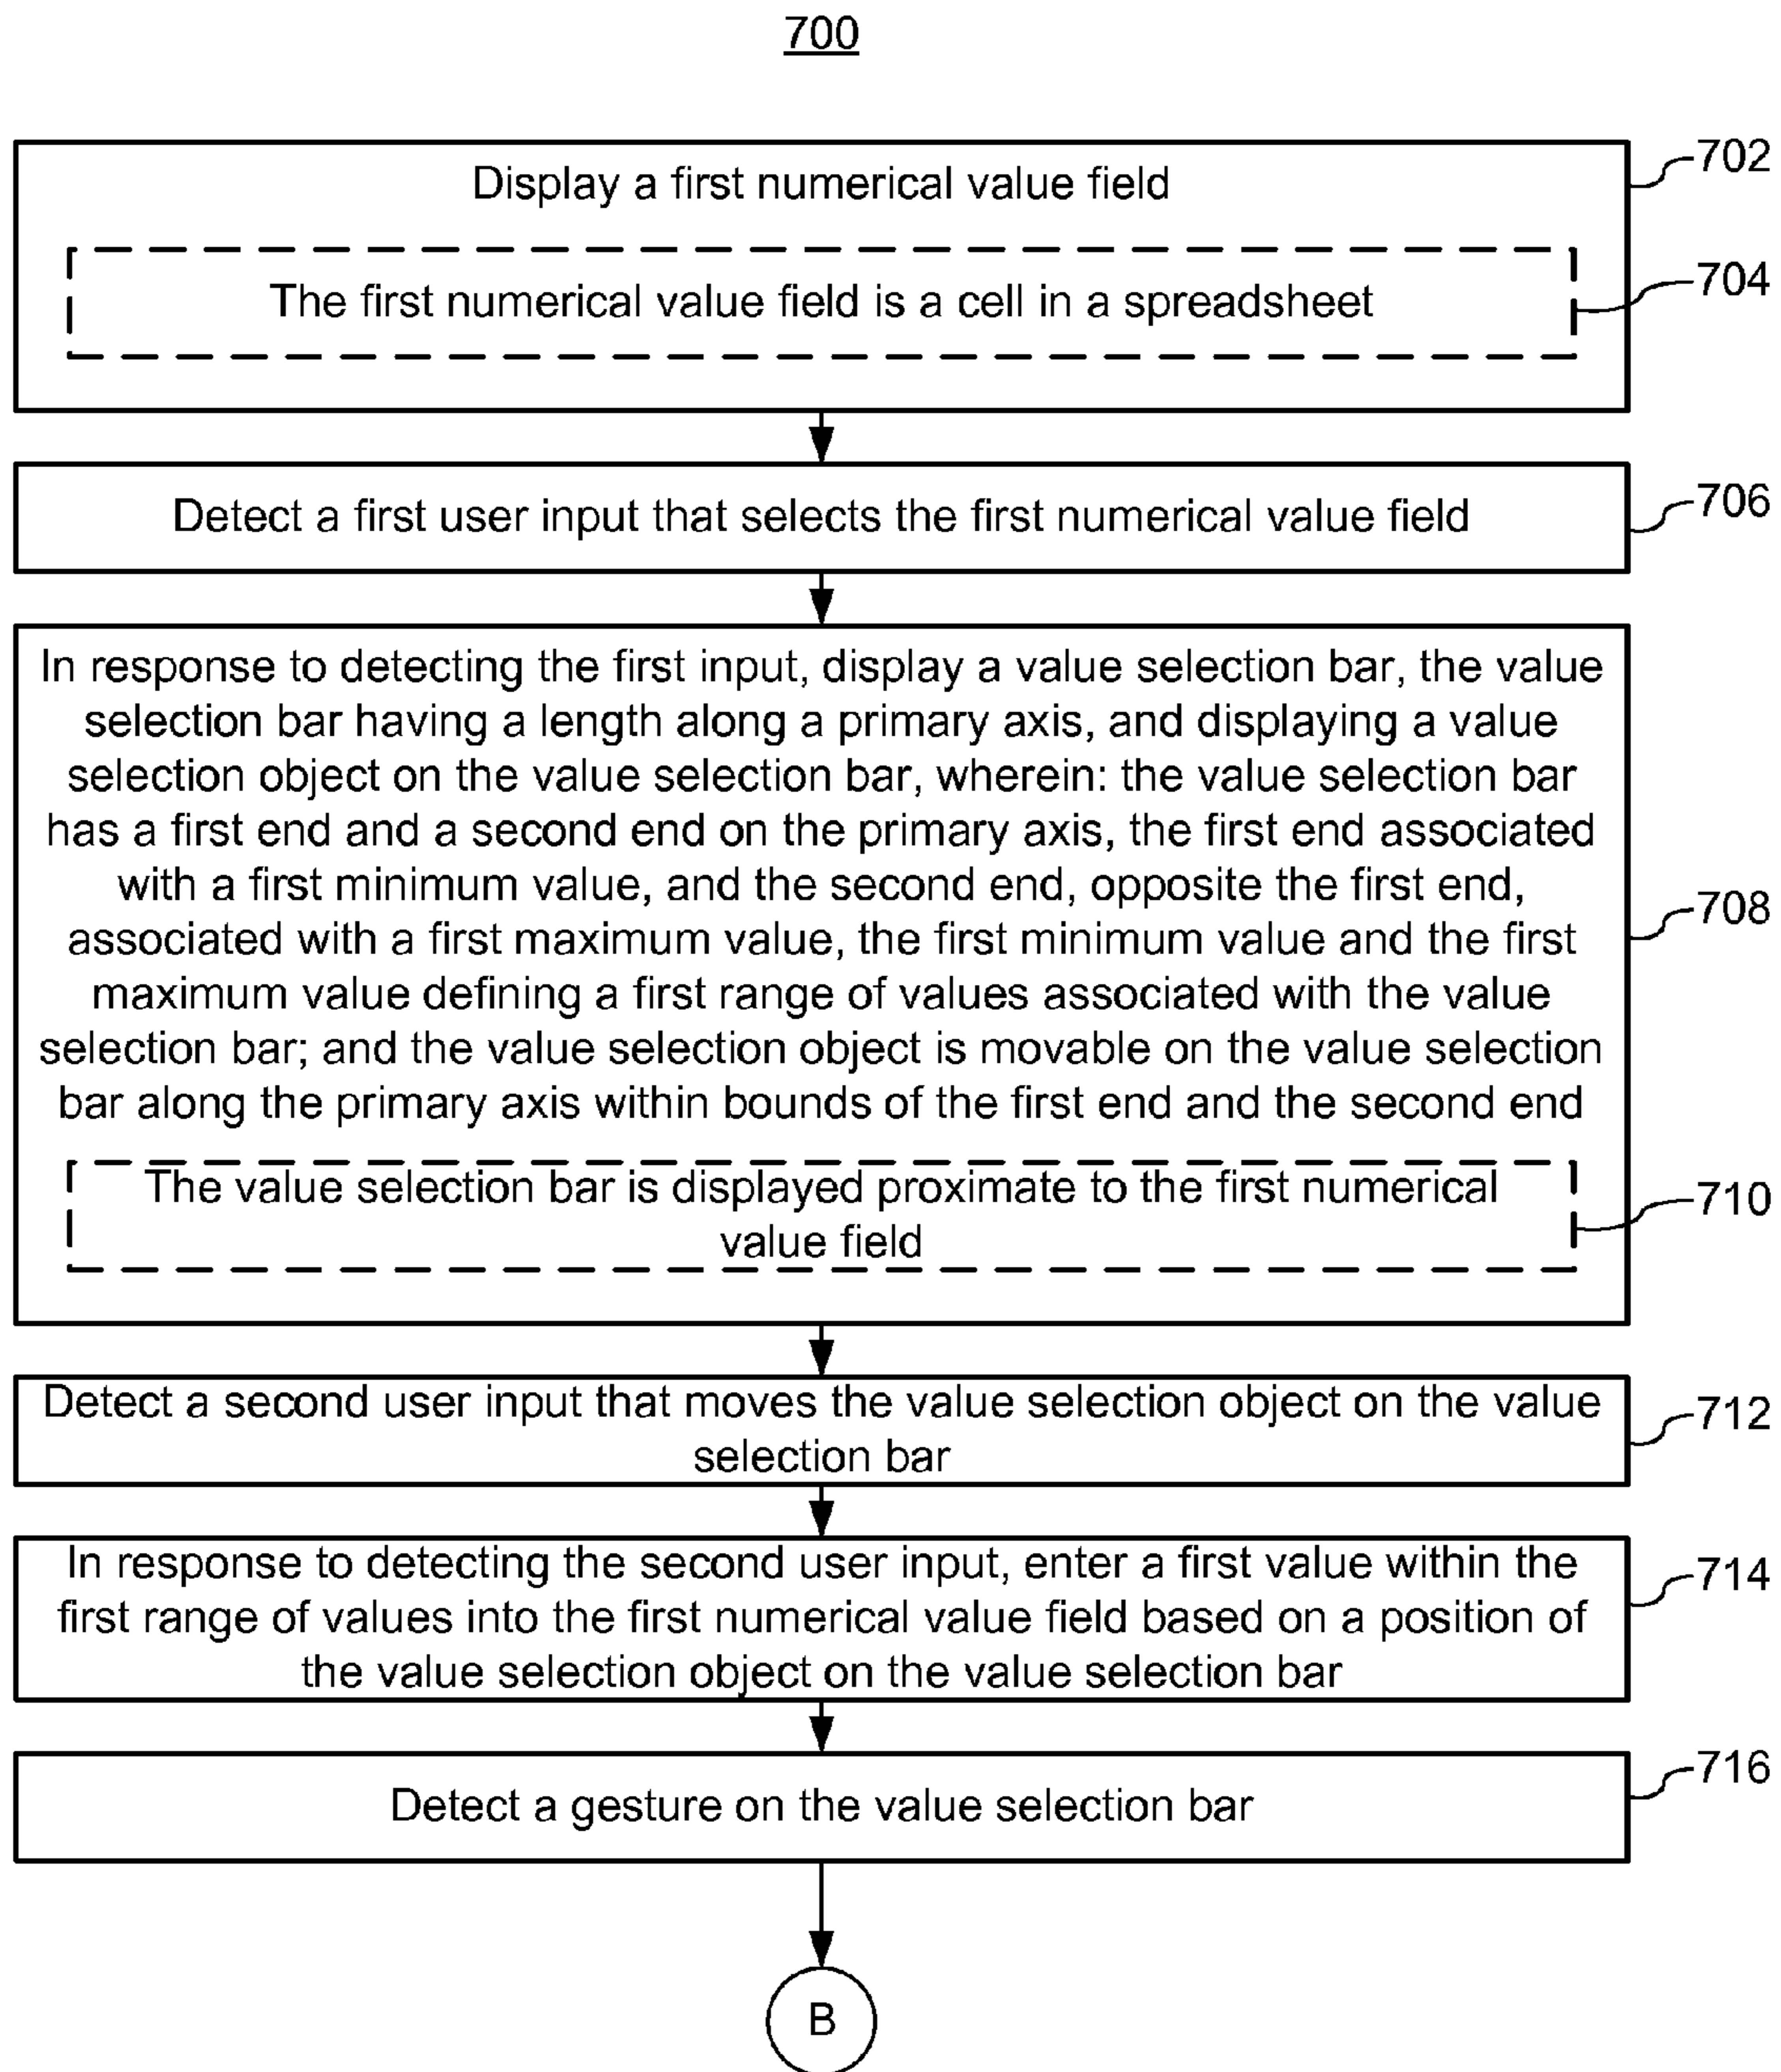 700
Display a first numerical value field
702
The first numerical value field is a cell in a spreadsheet
704
Detect a first user input that selects the first numerical value field
706
In response to detecting the first input, display a value selection bar, the value
selection bar having a length along a primary axis, and displaying a value
selection object on the value selection bar, wherein: the value selection bar
has a first end and a second end on the primary axis, the first end associated
with a first minimum value, and the second end, opposite the first end,
associated with a first maximum value, the first minimum value and the first
maximum value defining a first range of values associated with the value
selection bar; and the value selection object is movable on the value selection
bar along the primary axis within bounds of the first end and the second end
708
The value selection bar is displayed proximate to the first numerical
value field
710
Detect a second user input that moves the value selection object on the value
selection bar
712
In response to detecting the second user input, enter a first value within the
first range of values into the first numerical value field based on a position of
the value selection object on the value selection bar
714
Detect a gesture on the value selection bar
716
B